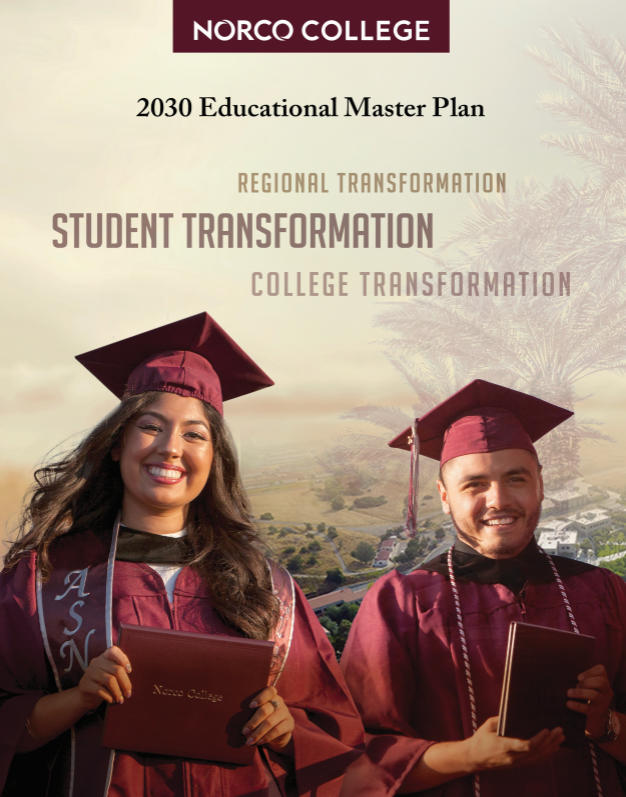 NORCO COLLEGE
2030 Educational Master Plan
REGIONAL TRANSFORMATION
STUDENT TRANSFORMATION
COLLEGE TRANSFORMATION
ASN
Norco College